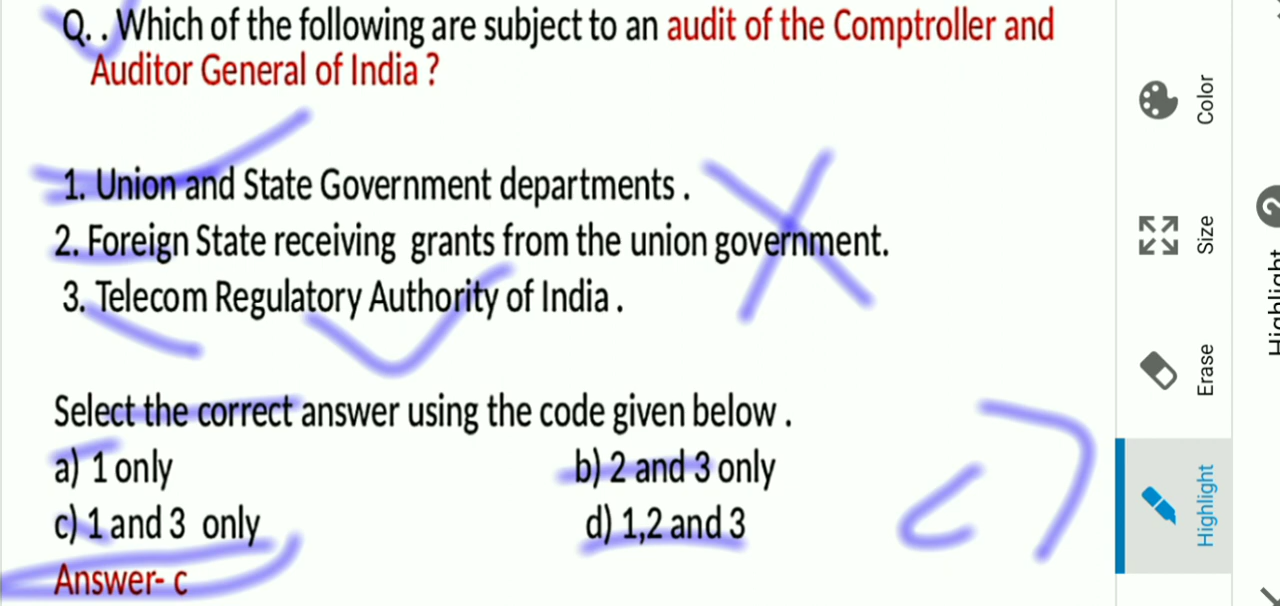 Q. . Which of the following are subject to an audit of the Comptroller and
Auditor General of India ?
1. Union and State Government departments .
2. Foreign State receiving grants from the union government.
3. Telecom Regulatory Authority of India .
Select the correct answer using the code given below .
a) 1 only b) 2 and 3 only
c) 1 and 3 only d) 1,2 and 3
Answer- c
Color
Size
Erase
Highlight
Highlight